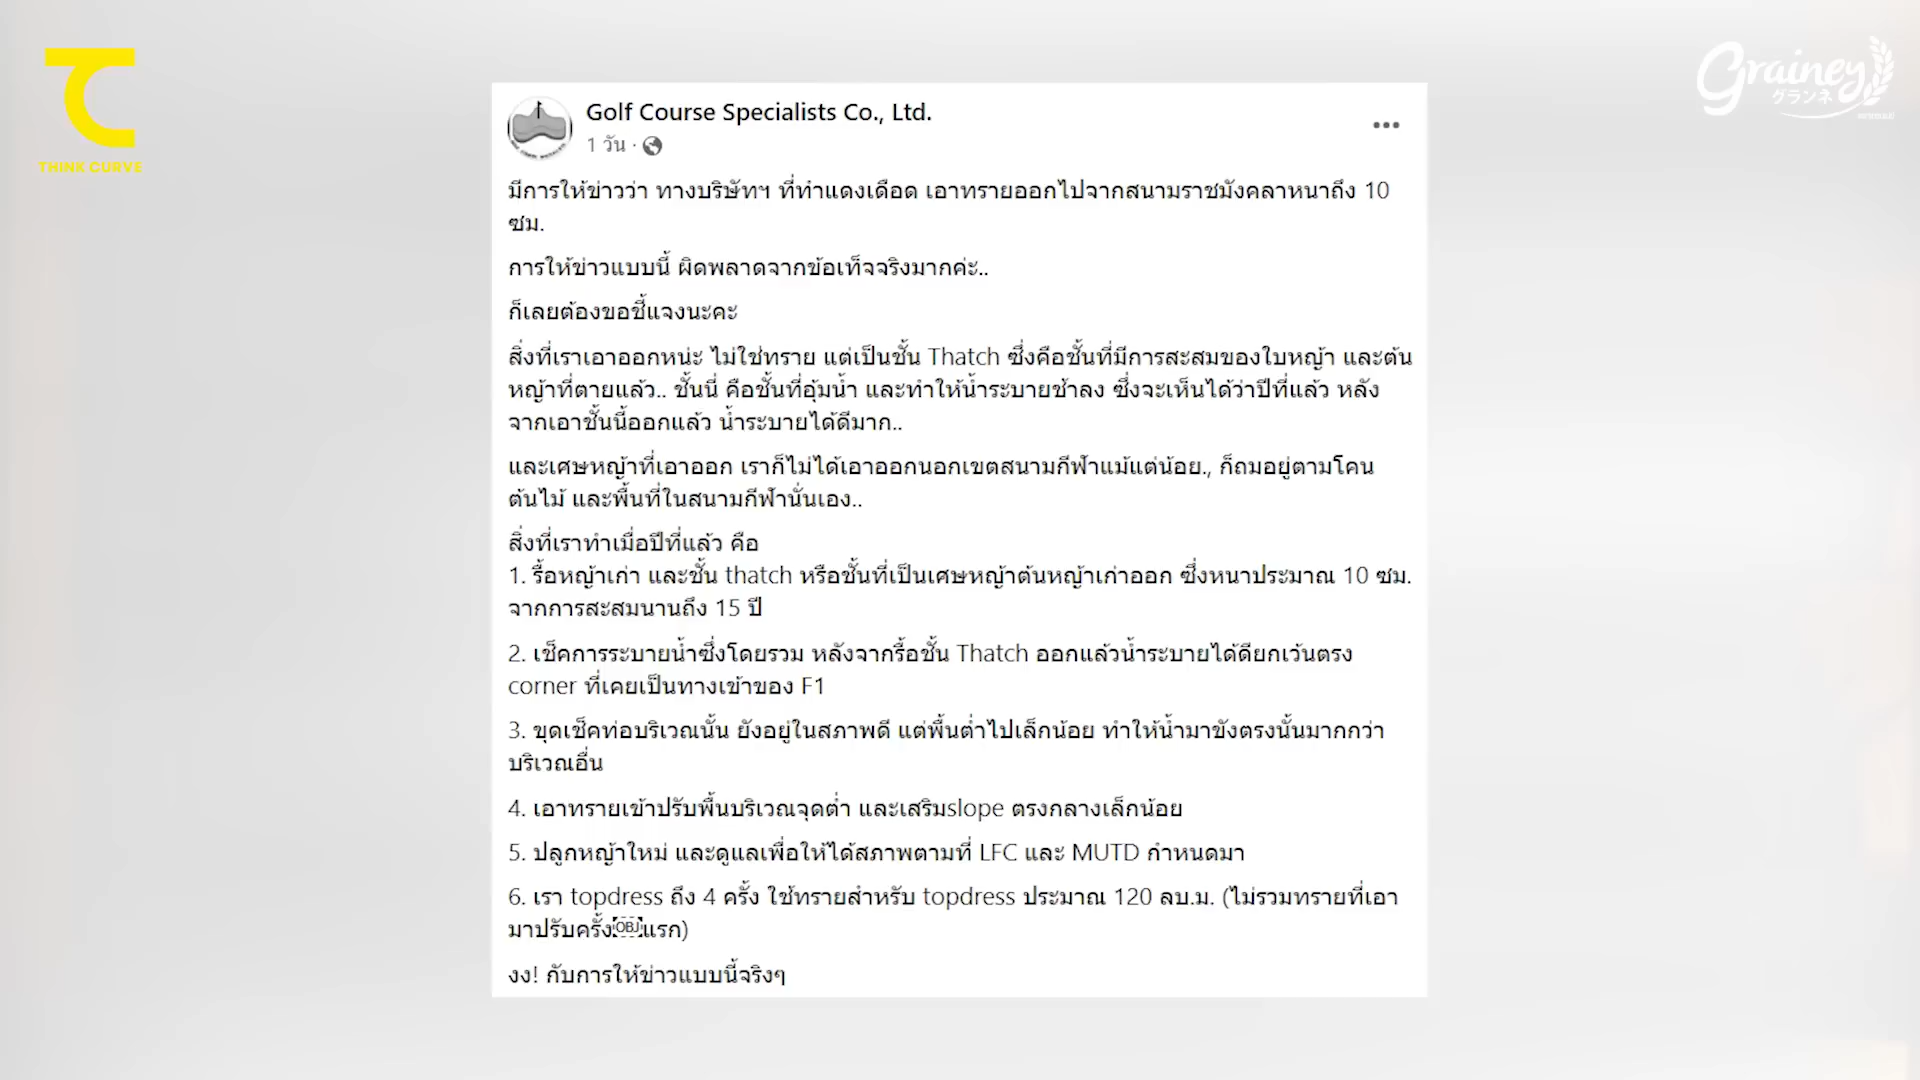 THINK CURVE
Grainey
グランネ
Golf Course Specialists Co., Ltd.
1 วัน ·
มีการให้ข่าวว่า ทางบริษัทฯ ที่ทำแดงเดือด เอาทรายออกไปจากสนามราชมังคลาหนาถึง 10
ซม.
การให้ข่าวแบบนี้ ผิดพลาดจากข้อเท็จจริงมากค่ะ..
ก็เลยต้องขอชี้แจงนะคะ
สิ่งที่เราเอาออกหน่ะ ไม่ใช่ทราย แต่เป็นชั้น Thatch ซึ่งคือชั้นที่มีการสะสมของใบหญ้า และต้น
หญ้าที่ตายแล้ว.. ชั้นนี่ คือชั้นที่อุ้มน้ำ และทำให้น้ำระบายช้าลง ซึ่งจะเห็นได้ว่าปีที่แล้ว หลัง
จากเอาชั้นนี้ออกแล้ว น้ำระบายได้ดีมาก..
และเศษหญ้าที่เอาออก เราก็ไม่ได้เอาออกนอกเขตสนามกีฬาแม้แต่น้อย., ก็ถมอยู่ตามโคน
ต้นไม้ และพื้นที่ในสนามกีฬานั่นเอง..
สิ่งที่เราทำเมื่อปีที่แล้ว คือ
1. รื้อหญ้าเก่า และชั้น thatch หรือชั้นที่เป็นเศษหญ้าต้นหญ้าเก่าออก ซึ่งหนาประมาณ 10 ซม.
จากการสะสมนานถึง 15 ปี
2. เช็คการระบายน้ำซึ่งโดยรวม หลังจากรื้อชั้น Thatch ออกแล้วน้ำระบายได้ดียกเว้นตรง
corner ที่เคยเป็นทางเข้าของ F1
3. ขุดเช็คท่อบริเวณนั้น ยังอยู่ในสภาพดี แต่พื้นต่ำไปเล็กน้อย ทำให้น้ำมาขังตรงนั้นมากกว่า
บริเวณอื่น
4. เอาทรายเข้าปรับพื้นบริเวณจุดต่ำ และเสริมslope ตรงกลางเล็กน้อย
5. ปลูกหญ้าใหม่ และดูแลเพื่อให้ได้สภาพตามที่ LFC และ MUTD กำหนดมา
6. เรา topdress ถึง 4 ครั้ง ใช้ทรายสำหรับ topdress ประมาณ 120 ลบ.ม. (ไม่รวมทรายที่เอา
มาปรับครั้ง￼แรก)
งง! กับการให้ข่าวแบบนี้จริงๆ